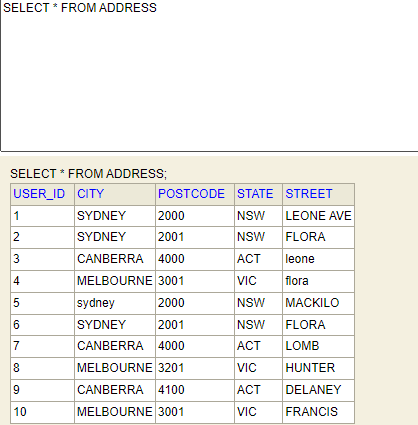 SELECT * FROM ADDRESS
SELECT * FROM ADDRESS;
USER_ID CITY POSTCODE STATE STREET
1 SYDNEY 2000 NSW LEONE AVE
2 SYDNEY 2001 NSW FLORA
3 CANBERRA 4000 ACT leone
4 MELBOURNE 3001 VIC flora
5 sydney 2000 NSW MACKILO
6 SYDNEY 2001 NSW FLORA
7 CANBERRA 4000 ACT LOMB
8 MELBOURNE 3201 VIC HUNTER
9 CANBERRA 4100 ACT DELANEY
10 MELBOURNE 3001 VIC FRANCIS